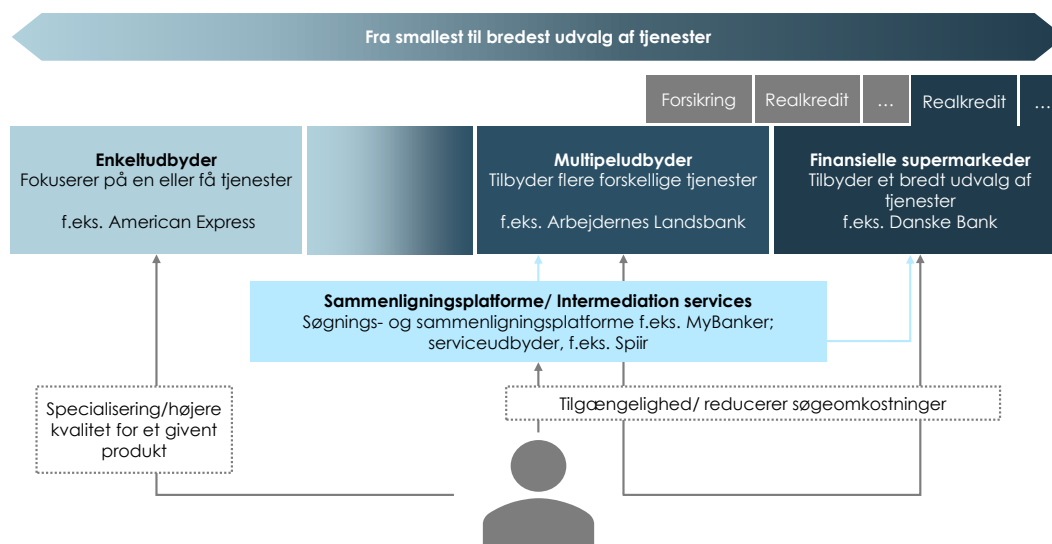 Fra smallest til bredest udvalg af tjenester
Forsikring
Realkredit
...
Realkredit
...
Enkeltudbyder
Fokuserer på en eller få tjenester
f.eks. American Express
Multipeludbyder
Tilbyder flere forskellige tjenester
f.eks. Arbejdernes Landsbank
Finansielle supermarkeder
Tilbyder et bredt udvalg af
tjenester
f.eks. Danske Bank
Sammenligningsplatforme/ Intermediation services
Søgnings- og sammenligningsplatforme f.eks. MyBanker;
serviceudbyder, f.eks. Spiir
Specialisering/højere
kvalitet for et givent
produkt
Tilgængelighed/ reducerer søgeomkostninger